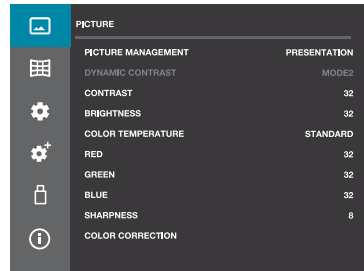 PICTURE
PICTURE MANAGEMENT PRESENTATION
DYNAMIC CONTRAST MODE2
CONTRAST 32
BRIGHTNESS 32
COLOR TEMPERATURE STANDARD
RED 32
GREEN 32
BLUE 32
SHARPNESS 8
COLOR CORRECTION